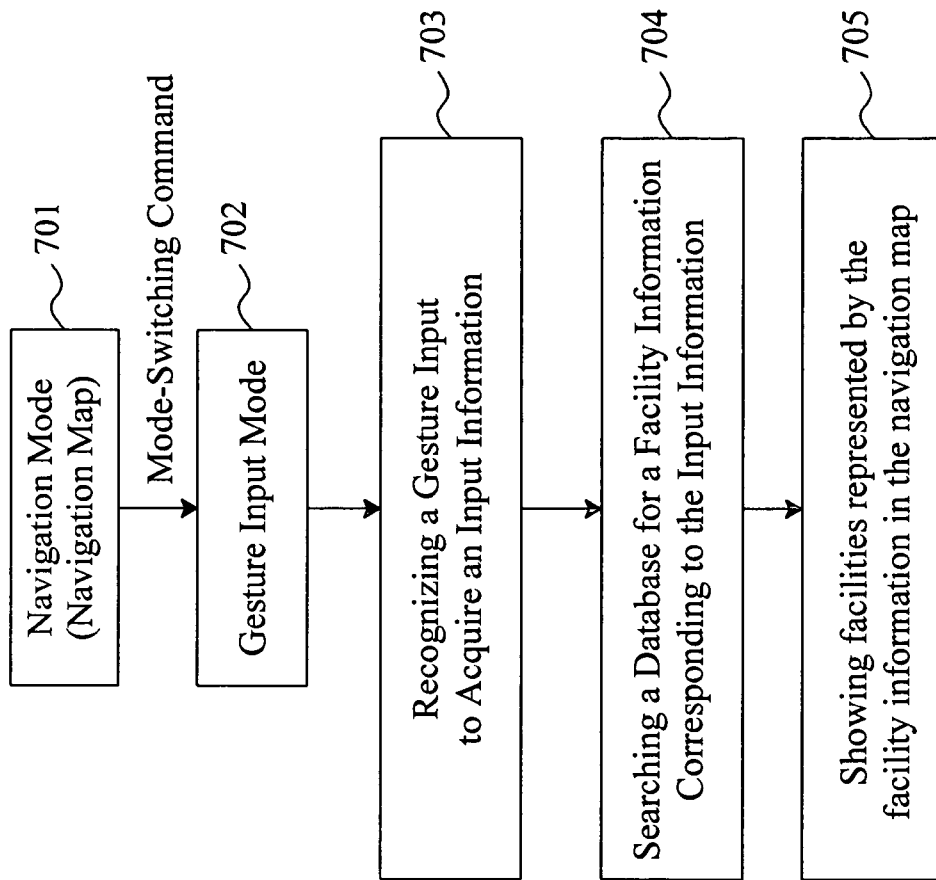 701
Navigation Mode
(Navigation Map)
Mode-Switching Command
702
Gesture Input Mode
703
Recognizing a Gesture Input
to Acquire an Input Information
704
Searching a Database for a Facility Information
Corresponding to the Input Information
705
Showing facilities represented by the
facility information in the navigation map